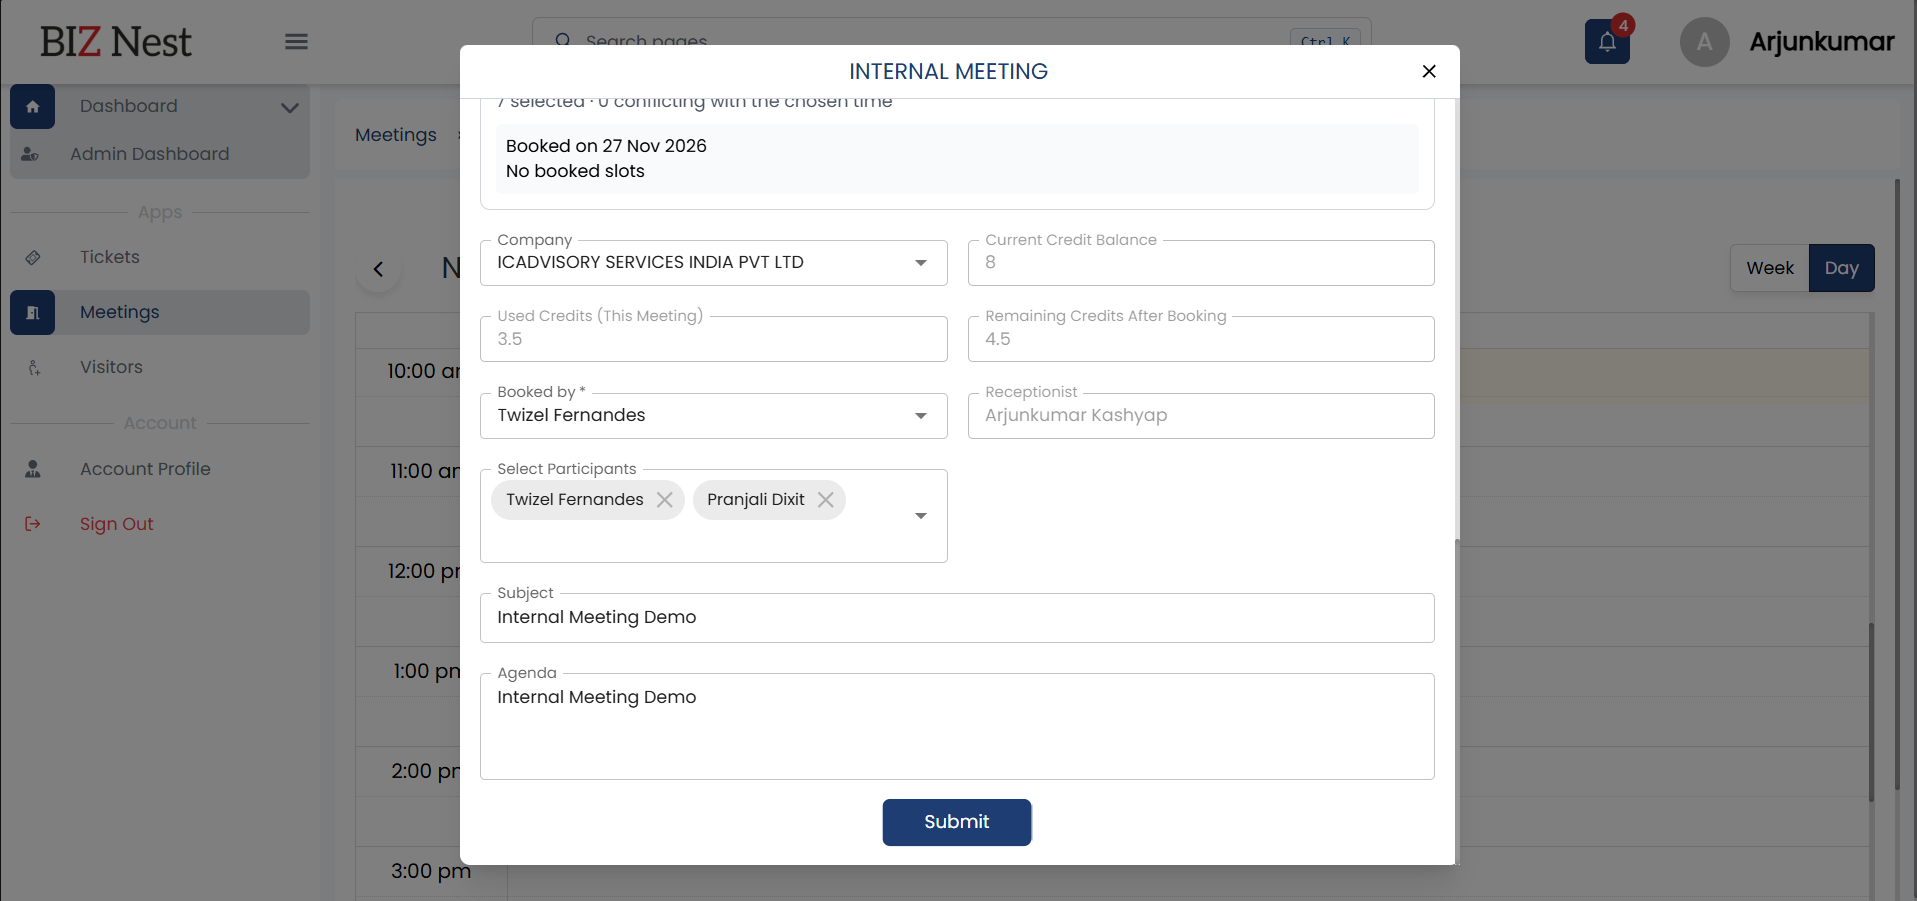 BIZ Nest
Search pages
Ctrl K
4
A
Arjunkumar
Dashboard
Admin Dashboard
Apps
Tickets
Meetings
Visitors
Account
Account Profile
Sign Out
Meetings
N
Week
Day
10:00 am
11:00 am
12:00 pm
1:00 pm
2:00 pm
3:00 pm
INTERNAL MEETING
7 selected · 0 conflicting with the chosen time
Booked on 27 Nov 2026
No booked slots
Company
ICADVISORY SERVICES INDIA PVT LTD
Current Credit Balance
8
Used Credits (This Meeting)
3.5
Remaining Credits After Booking
4.5
Booked by *
Twizel Fernandes
Receptionist
Arjunkumar Kashyap
Select Participants
Twizel Fernandes
Pranjali Dixit
Subject
Internal Meeting Demo
Agenda
Internal Meeting Demo
Submit